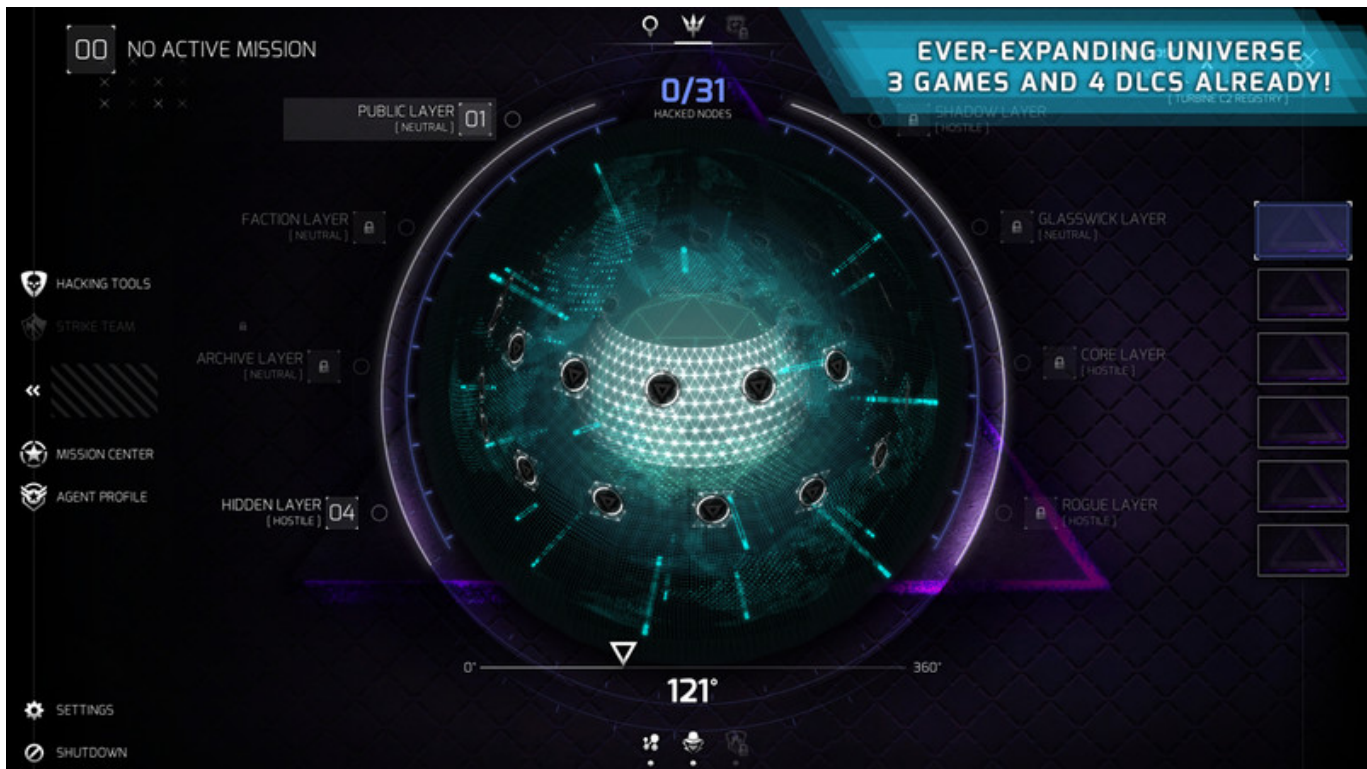 00 NO ACTIVE MISSION
EVER-EXPANDING UNIVERSE
3 GAMES AND 4 DLCS ALREADY!
[ TURBINE C2 REGISTRY ]
0/31
HACKED NODES
PUBLIC LAYER 01
[ NEUTRAL ]
SHADOW LAYER
[ HOSTILE ]
FACTION LAYER
[ NEUTRAL ]
GLASSWICK LAYER
[ NEUTRAL ]
HACKING TOOLS
STRIKE TEAM
ARCHIVE LAYER
[ NEUTRAL ]
CORE LAYER
[ HOSTILE ]
MISSION CENTER
AGENT PROFILE
HIDDEN LAYER 04
[ HOSTILE ]
ROGUE LAYER
[ HOSTILE ]
0° 360°
121°
SETTINGS
SHUTDOWN